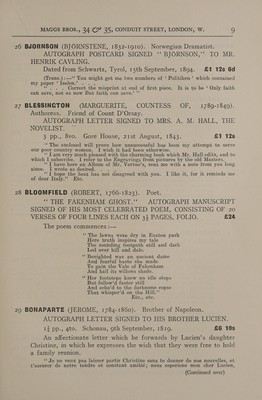 MAGGS BROS., 34 & 35, CONDUIT STREET, LONDON, W. 9
26 BJÖRNSON (BJÖRNSTENE, 1832-1910). Norwegian Dramatist.
AUTOGRAPH POSTCARD SIGNED "BJÖRNSON," TO MR.
HENRIK CAVLING.
Dated from Schwartz, Tyrol, 15th September, 1894. £1 12s 6d
(Trans.):—"You might get me two numbers of 'Politiken' which contained
my paper 'Isolen.'
". . . Correct the misprint at end of first piece. It is to be 'Only faith
can save, not as now But faith can save.'"
27 BLESSINGTON (MARGUERITE, COUNTESS OF, 1789-1849).
Authoress. Friend of Count D'Orsay.
AUTOGRAPH LETTER SIGNED TO MRS. A. M. HALL, THE
NOVELIST.
3 pp., 8vo. Gore House, 21st August, 1843. £1 12s
"The enclosed will prove how unsuccessful has been my attempt to serve
our poor country woman. I wish it had been otherwise.
"I am very much pleased with the charming book which Mr. Hall edits, and to
which I subscribe. I refer to the Engravings from pictures by the old Masters.
"I have here an Album of Mr. Vernor's, sent me with a note from you long
since. I wrote as desired. . . .
"I hope the heat has not disagreed with you. I like it, for it reminds me
of dear Italy." Etc.
28 BLOOMFIELD (ROBERT, 1766-1823). Poet.
"THE FAKENHAM GHOST." AUTOGRAPH MANUSCRIPT
SIGNED OF HIS MOST CELEBRATED POEM, CONSISTING OF 20
VERSES OF FOUR LINES EACH ON 3½ PAGES, FOLIO. £24
The poem commences:—
"The lawns were dry in Euston park
Here truth inspires my tale
The lonesome footpath still and dark
Led over hill and dale.
"Benighted was an ancient dame
And fearful haste she made
To gain the Vale of Fakenham
And hail its willowy shade.
"Her footsteps knew no idle stops
But follow'd faster still
And echo'd to the darksome copse
That whisper'd on the Hill."
Etc., etc.
29 BONAPARTE (JEROME, 1784-1860). Brother of Napoleon.
AUTOGRAPH LETTER SIGNED TO HIS BROTHER LUCIEN.
1½ pp., 4to. Schonau, 9th September, 1819. £6 10s
An affectionate letter which he forwards by Lucien's daughter
Christine, in which he expresses the wish that they were free to hold
a family reunion.
"Je ne veux pas laisser partir Christine sans te donner de nos nouvelles, et
t'assurer de notre tendre et constant amitié; nous esperons mon cher Lucien,
(Continued over)